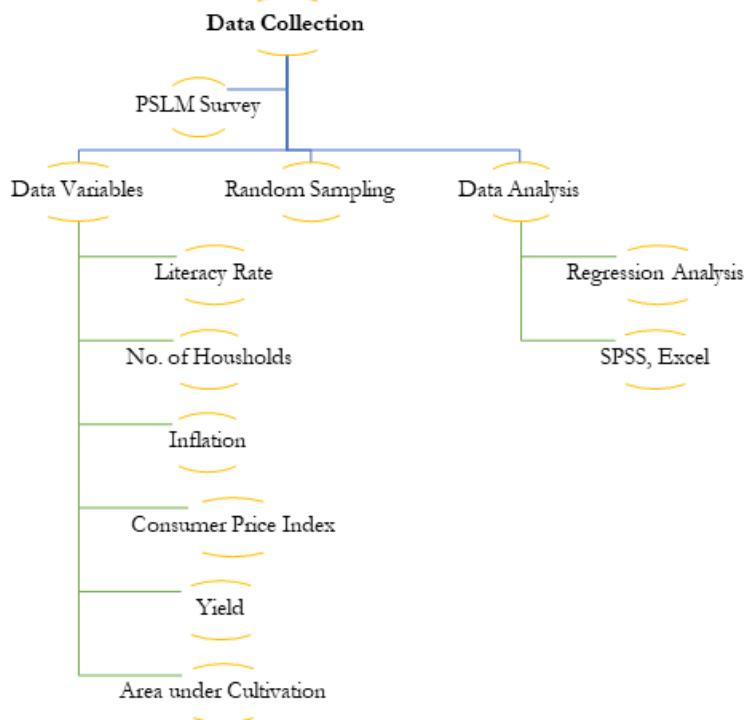 Data Collection
PSLM Survey
Data Variables
Random Sampling
Data Analysis
Literacy Rate
No. of Housholds
Inflation
Consumer Price Index
Yield
Area under Cultivation
Regression Analysis
SPSS, Excel